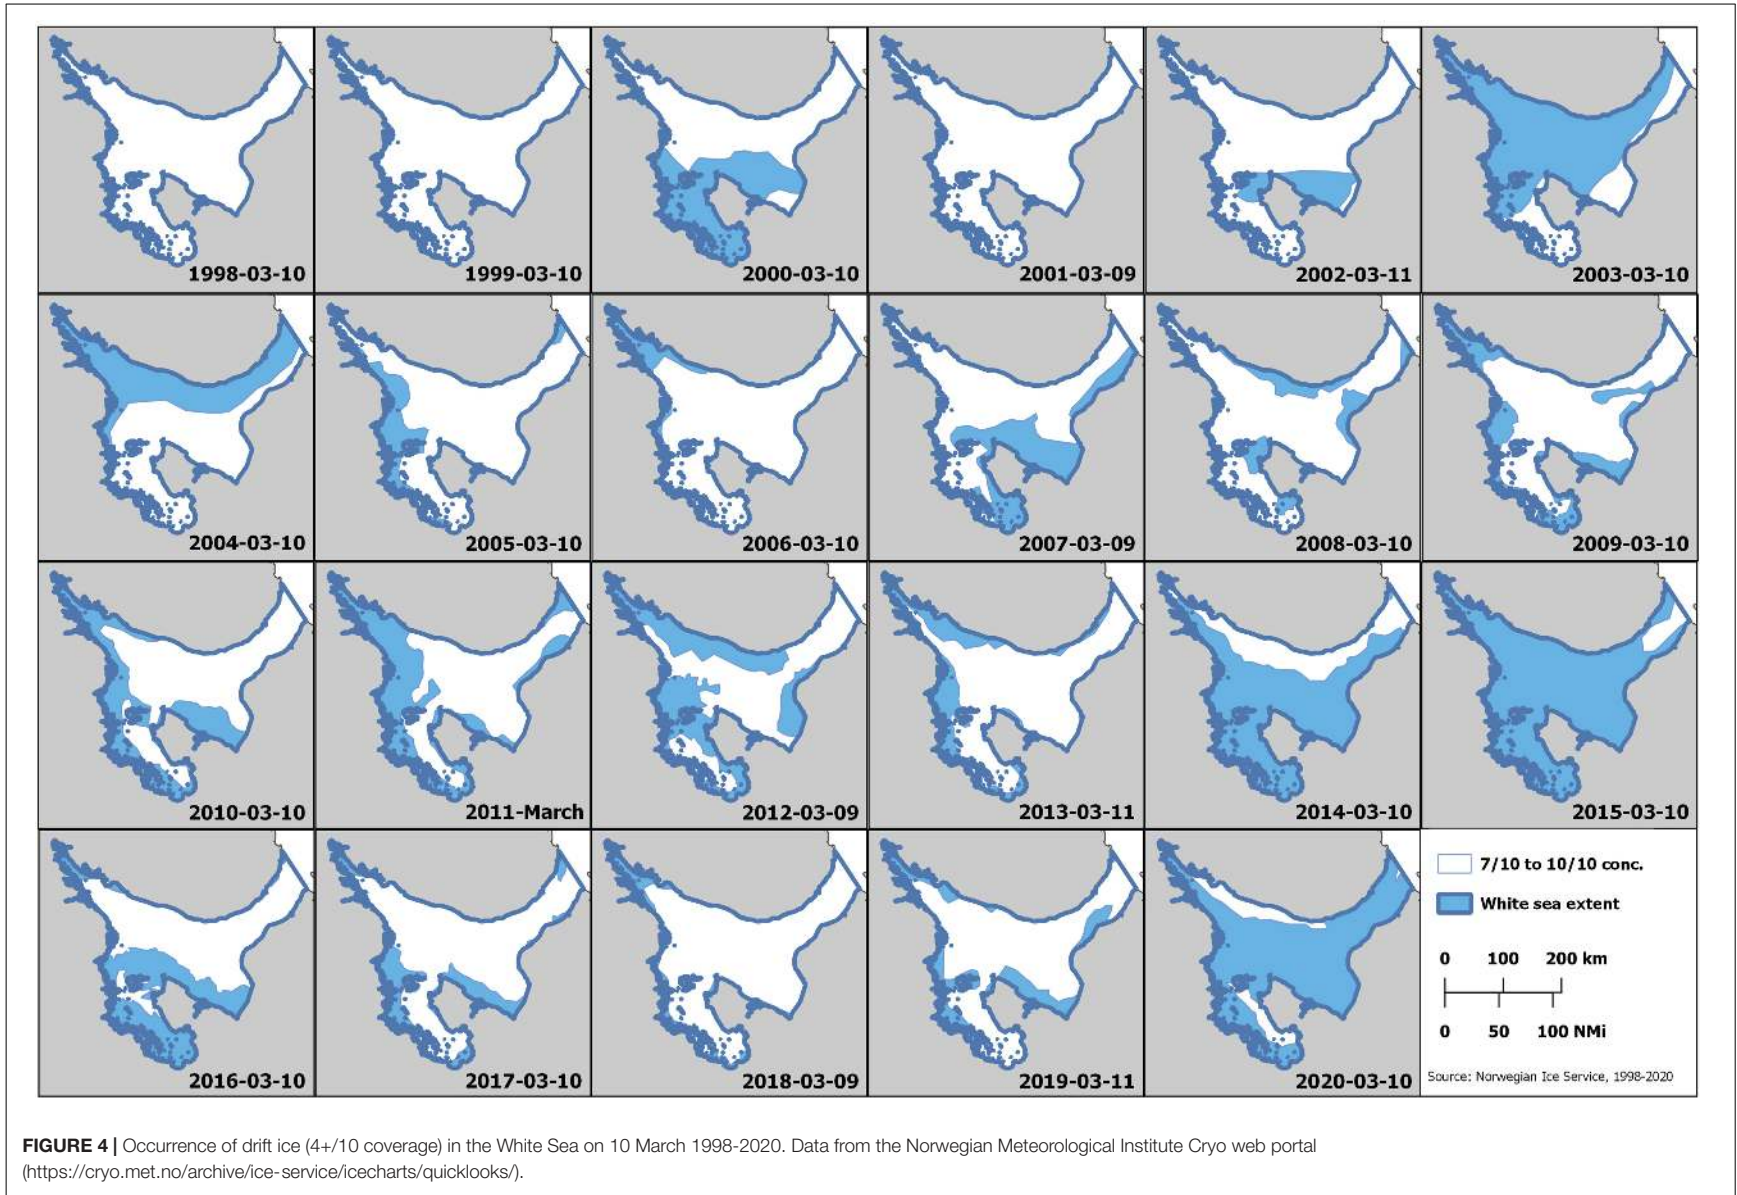 1998-03-10
1999-03-10
2000-03-10
2001-03-09
2002-03-11
2003-03-10
2004-03-10
2005-03-10
2006-03-10
2007-03-09
2008-03-10
2009-03-10
2010-03-10
2011-March
2012-03-09
2013-03-11
2014-03-10
2015-03-10
2016-03-10
2017-03-10
2018-03-09
2019-03-11
2020-03-10
7/10 to 10/10 conc.
White sea extent
0 100 200 km
0 50 100 NMi
Source: Norwegian Ice Service, 1998-2020
FIGURE 4 | Occurrence of drift ice (4+/10 coverage) in the White Sea on 10 March 1998-2020. Data from the Norwegian Meteorological Institute Cryo web portal
(https://cryo.met.no/archive/ice-service/icecharts/quicklooks/).